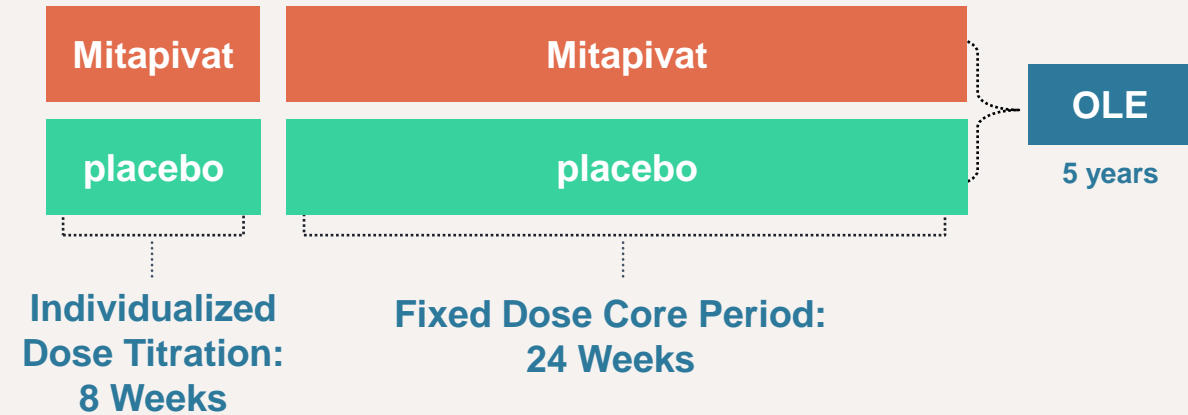 Mitapivat
Mitapivat
placebo
placebo
OLE
5 years
Individualized
Dose Titration:
8 Weeks
Fixed Dose Core Period:
24 Weeks